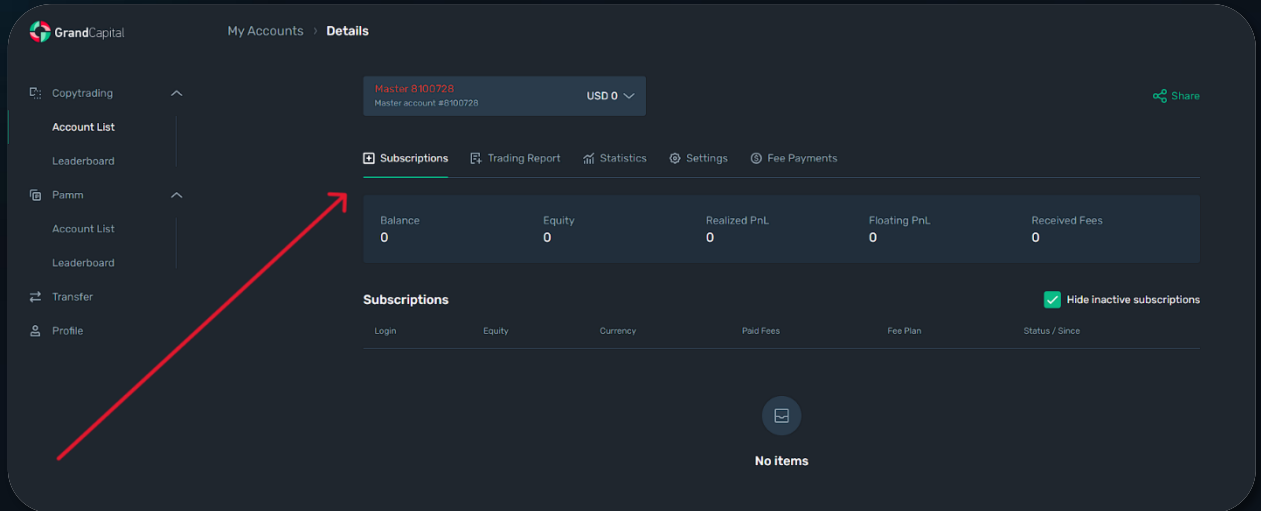 GrandCapital
My Accounts › Details
Copytrading
Account List
Leaderboard
Pamm
Account List
Leaderboard
Transfer
Profile
Master 8100728
Master account #8100728
USD 0
Share
Subscriptions Trading Report Statistics Settings Fee Payments
Balance Equity Realized PnL Floating PnL Received Fees
0 0 0 0 0
Subscriptions
Hide inactive subscriptions
Login Equity Currency Paid Fees Fee Plan Status / Since
No items